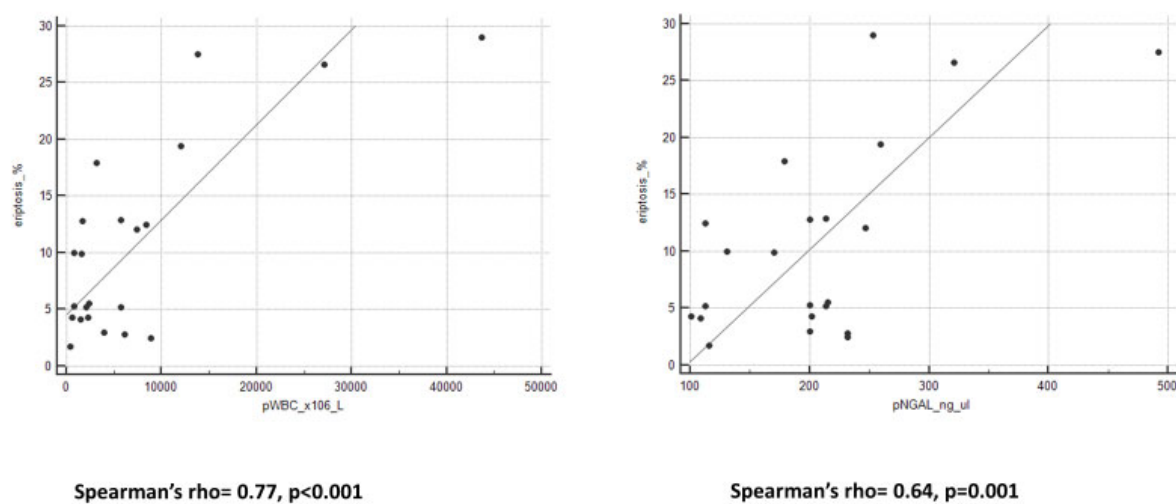 30
25
20
15
10
5
0
eriptosis_%
0 10000 20000 30000 40000 50000
pWBC_x106_L
Spearman's rho= 0.77, p<0.001
30
25
20
15
10
5
0
eriptosis_%
100 200 300 400 500
pNGAL_ng_ul
Spearman's rho= 0.64, p=0.001